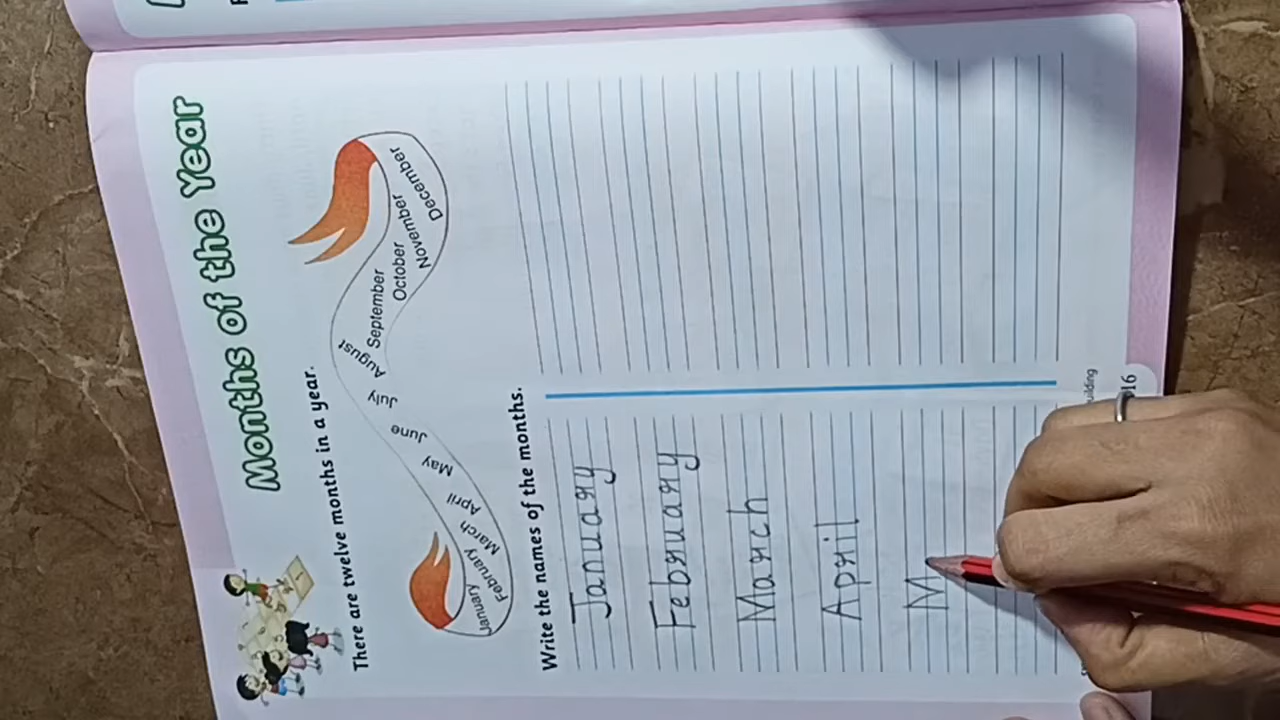 Months of the Year
There are twelve months in a year.
January
February
March
April
May
June
July
August
September
October
November
December
Write the names of the months.
January
February
March
April
M
16